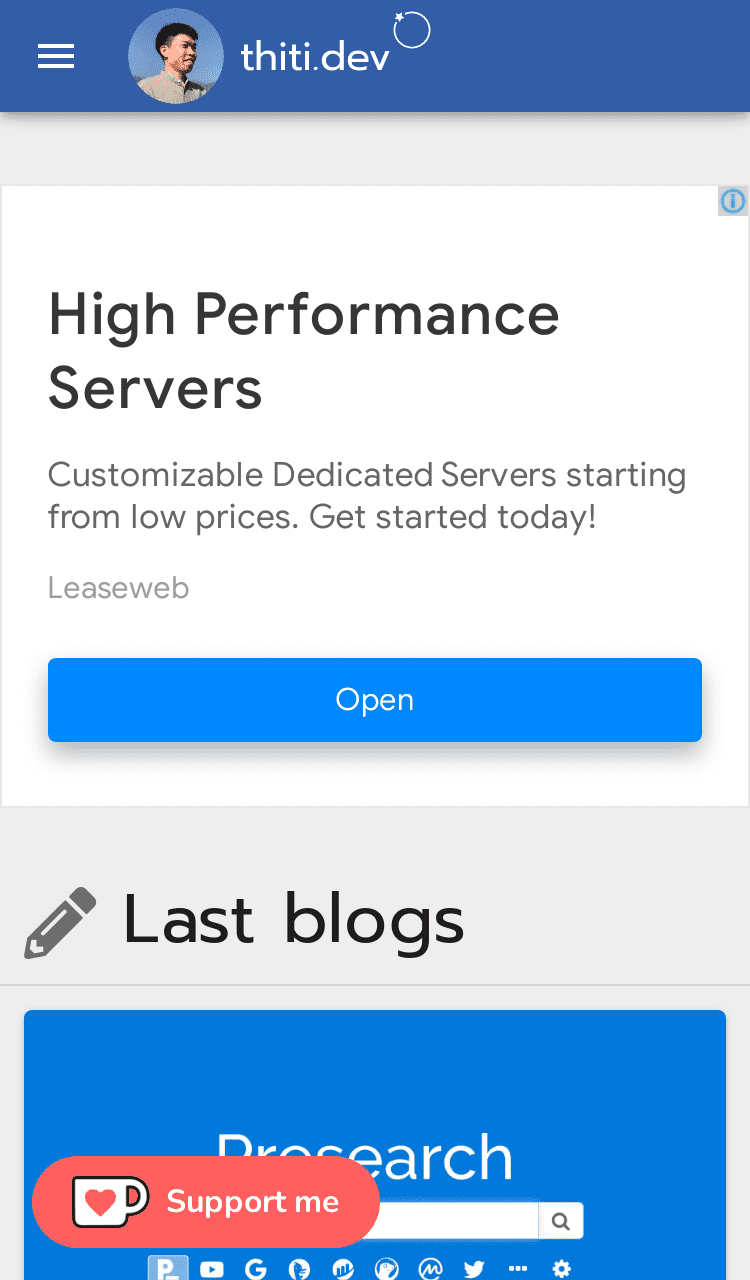 thiti.dev
High Performance
Servers
Customizable Dedicated Servers starting
from low prices. Get started today!
Leaseweb
Open
Last blogs
Presearch
Support me